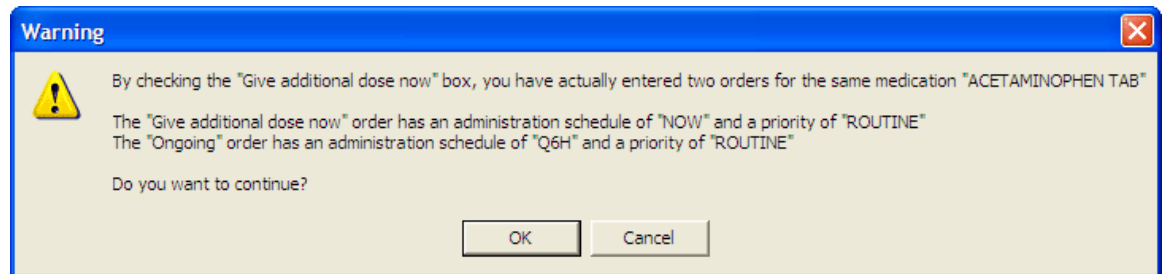 Warning
By checking the "Give additional dose now" box, you have actually entered two orders for the same medication "ACETAMINOPHEN TAB"
The "Give additional dose now" order has an administration schedule of "NOW" and a priority of "ROUTINE"
The "Ongoing" order has an administration schedule of "Q6H" and a priority of "ROUTINE"
Do you want to continue?
OK Cancel